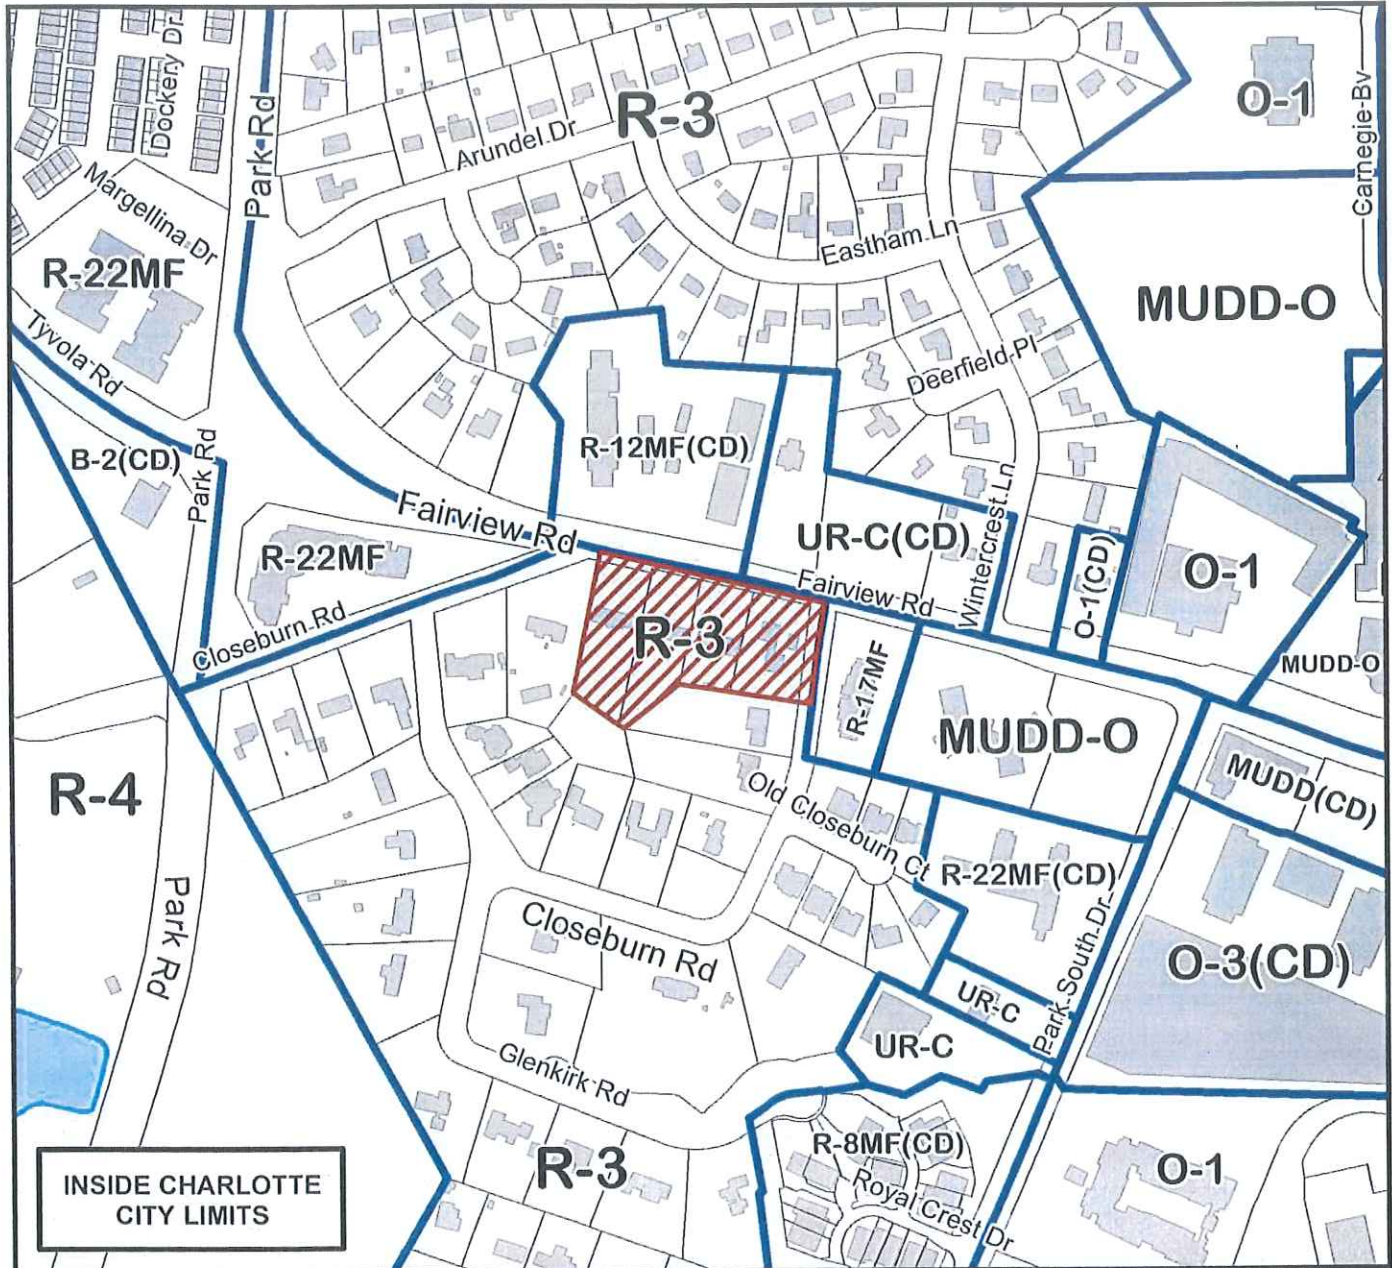 Dockery Dr
Park Rd
R-3
Arundel Dr
O-1
Carnegie Bv
Margellina Dr
R-22MF
Eastham Ln
MUDD-O
Tyvola Rd
Deerfield Pl
B-2(CD)
Park Rd
R-12MF(CD)
Fairview Rd
R-22MF
UR-C(CD)
Wintercrest Ln
O-1(CD)
O-1
Fairview Rd
Closeburn Rd
R-3
R-17MF
MUDD-O
MUDD-O
R-4
MUDD(CD)
Old Closeburn Ct
R-22MF(CD)
Park Rd
Closeburn Rd
Park South Dr
O-3(CD)
UR-C
UR-C
Glenkirk Rd
R-8MF(CD)
R-3
O-1
Royal Crest Dr
INSIDE CHARLOTTE
CITY LIMITS